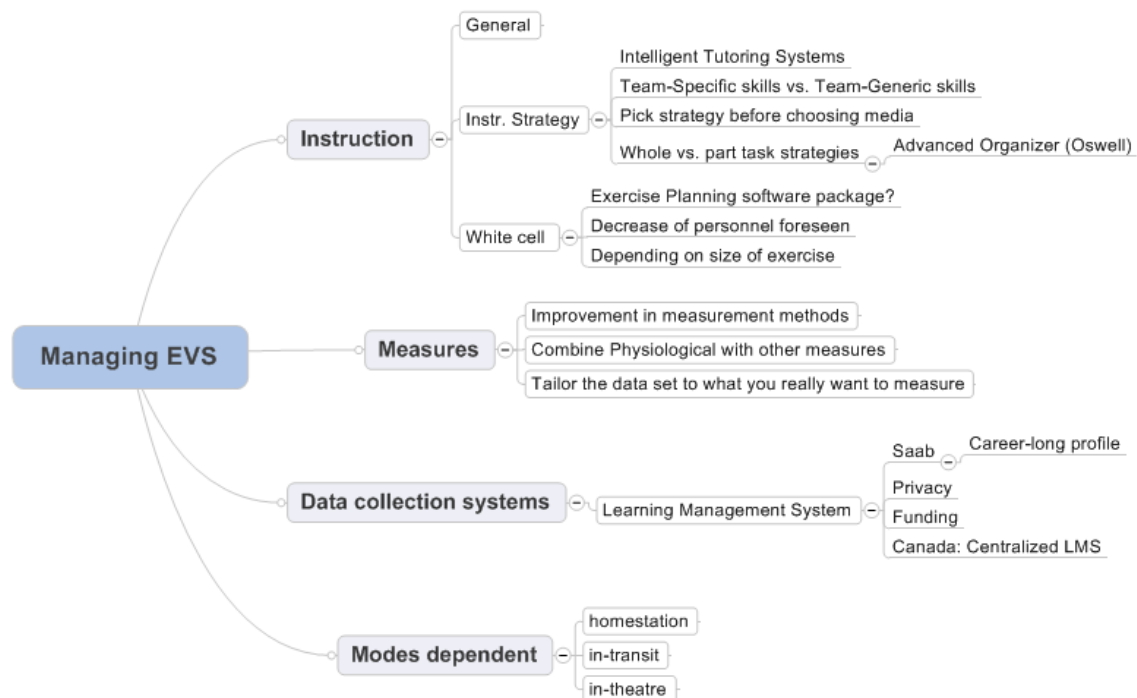 Managing EVS
Instruction
General
Instr. Strategy
Intelligent Tutoring Systems
Team-Specific skills vs. Team-Generic skills
Pick strategy before choosing media
Whole vs. part task strategies
Advanced Organizer (Oswell)
White cell
Exercise Planning software package?
Decrease of personnel foreseen
Depending on size of exercise
Measures
Improvement in measurement methods
Combine Physiological with other measures
Tailor the data set to what you really want to measure
Data collection systems
Learning Management System
Saab
Career-long profile
Privacy
Funding
Canada: Centralized LMS
Modes dependent
homestation
in-transit
in-theatre